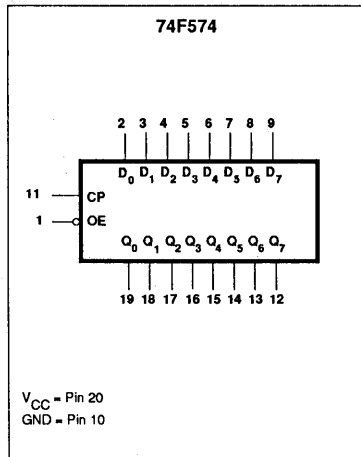 74F574
2 3 4 5 6 7 8 9
D0 D1 D2 D3 D4 D5 D6 D7
11 CP
1 OE
Q0 Q1 Q2 Q3 Q4 Q5 Q6 Q7
19 18 17 16 15 14 13 12
VCC = Pin 20
GND = Pin 10